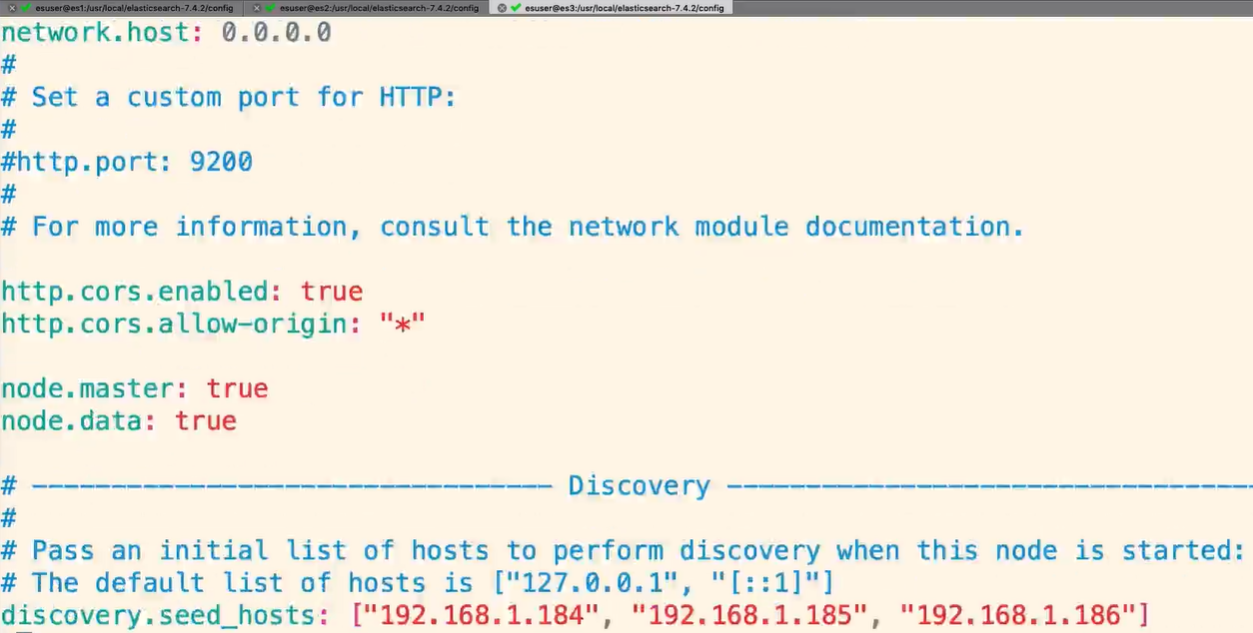 esuser@es1:/usr/local/elasticsearch-7.4.2/config
esuser@es2:/usr/local/elasticsearch-7.4.2/config
esuser@es3:/usr/local/elasticsearch-7.4.2/config
network.host: 0.0.0.0
#
# Set a custom port for HTTP:
#
#http.port: 9200
#
# For more information, consult the network module documentation.
http.cors.enabled: true
http.cors.allow-origin: "*"
node.master: true
node.data: true
# --------------------------------- Discovery ---------------------------------
#
# Pass an initial list of hosts to perform discovery when this node is started:
# The default list of hosts is ["127.0.0.1", "[::1]"]
discovery.seed_hosts: ["192.168.1.184", "192.168.1.185", "192.168.1.186"]